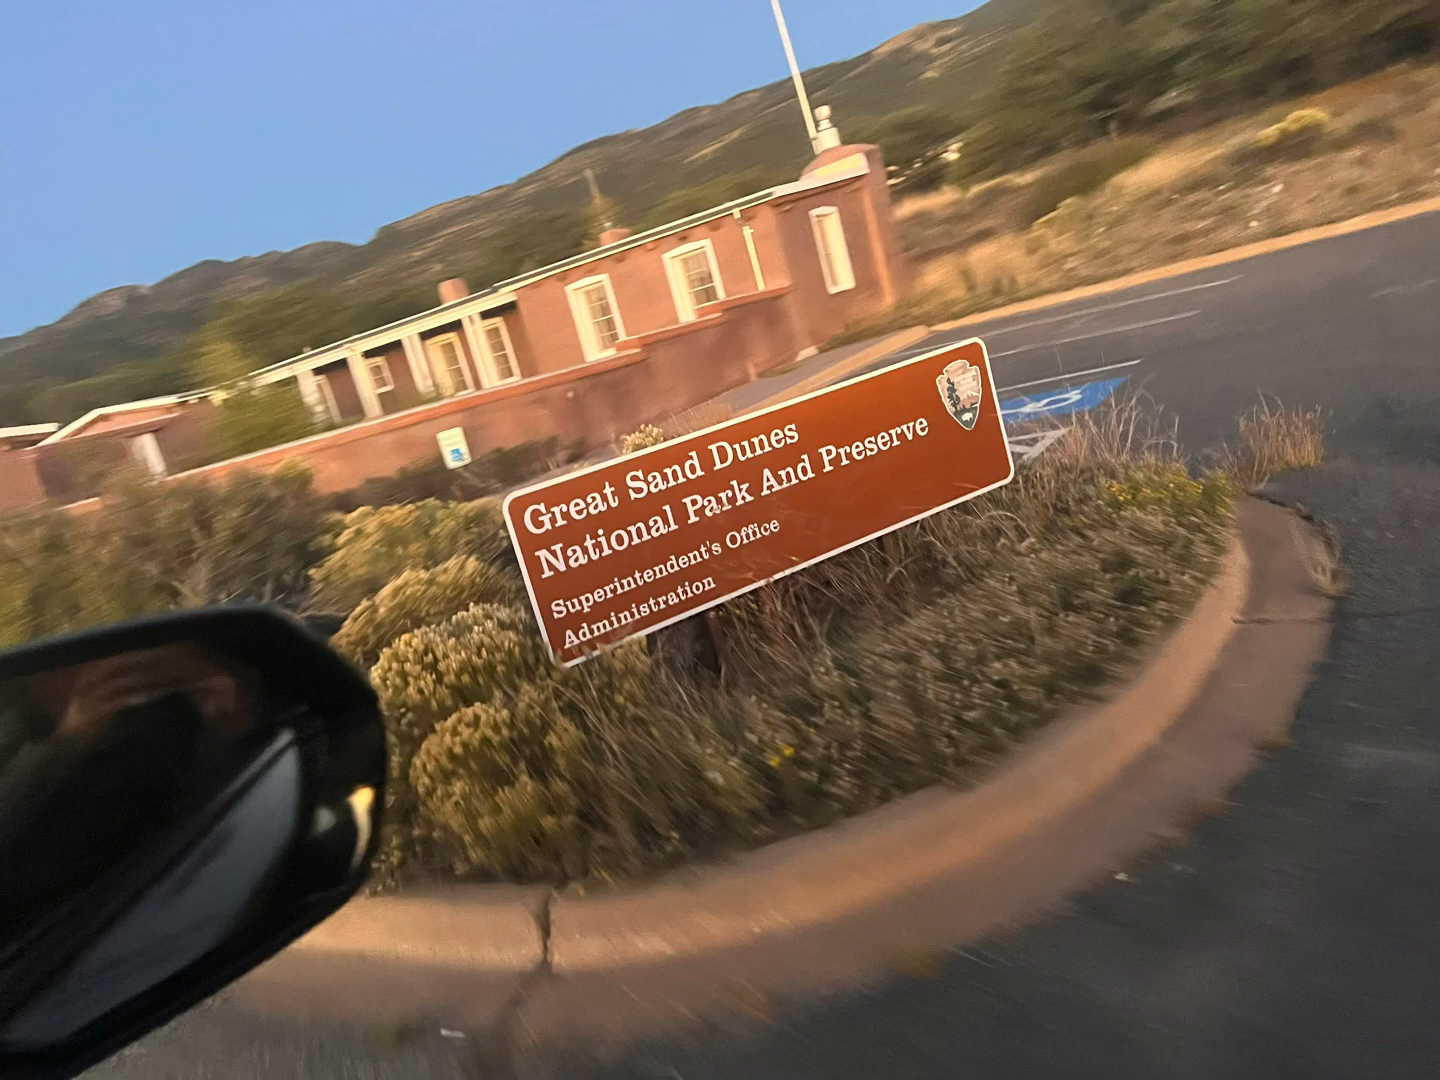 Great Sand Dunes
National Park And Preserve
Superintendent's Office
Administration